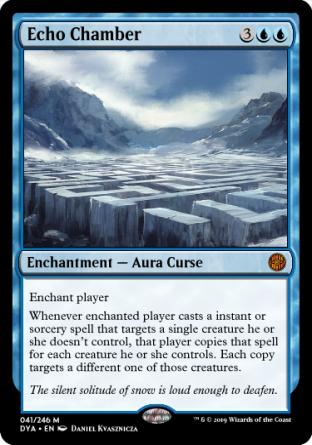 Echo Chamber 3
Enchantment — Aura Curse
Enchant player
Whenever enchanted player casts a instant or
sorcery spell that targets a single creature he or
she doesn't control, that player copies that spell
for each creature he or she controls. Each copy
targets a different one of those creatures.
The silent solitude of snow is loud enough to deafen.
041/246 M
DYA • EN Daniel Kvasznicza
™ & © 2019 Wizards of the Coast